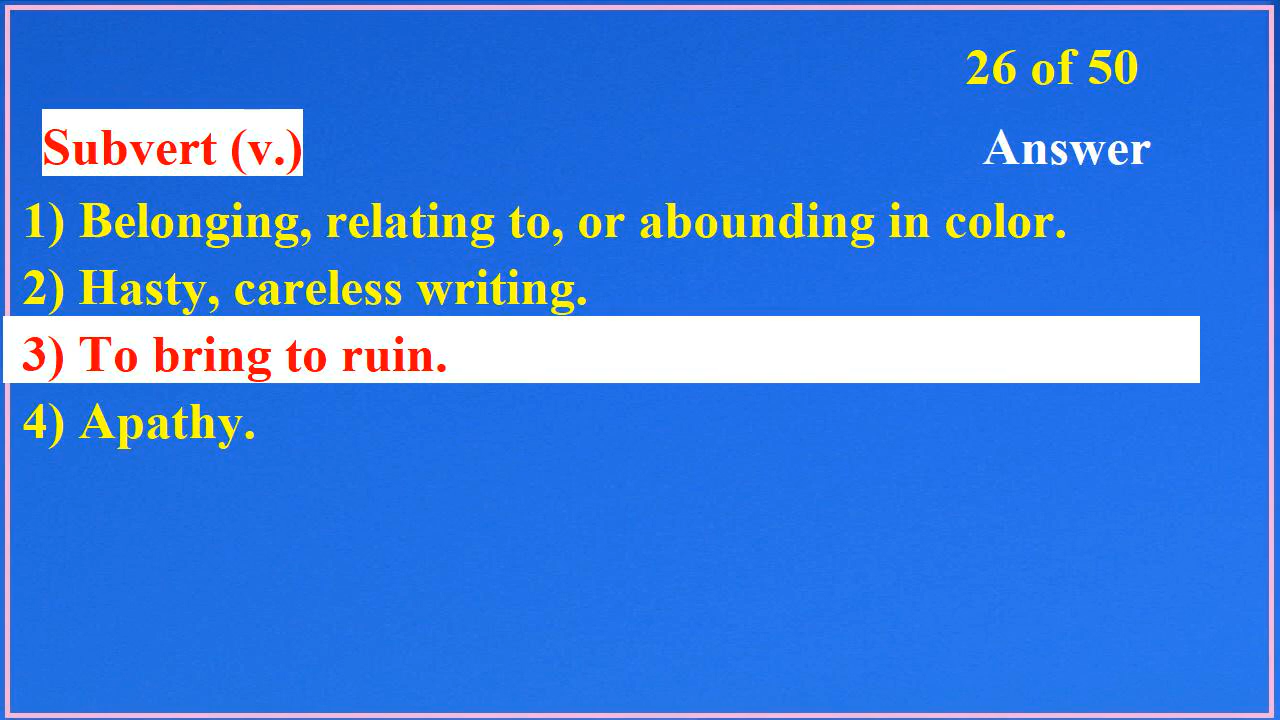 26 of 50
Subvert (v.)
Answer
1) Belonging, relating to, or abounding in color.
2) Hasty, careless writing.
3) To bring to ruin.
4) Apathy.